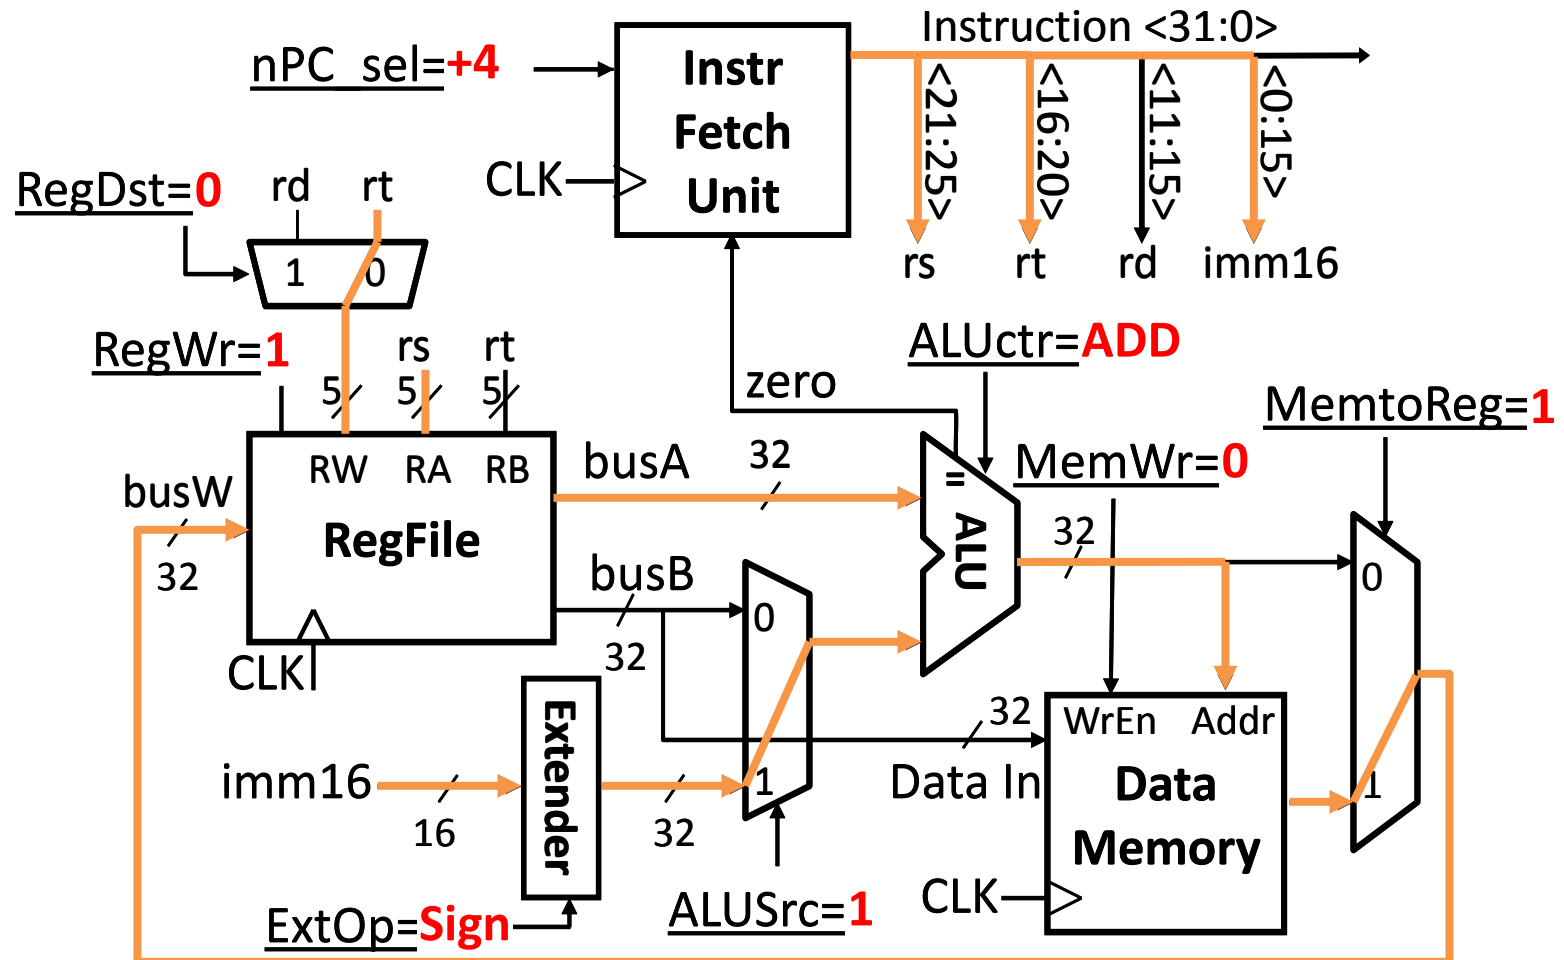 Instruction <31:0>
nPC_sel=+4
Instr
Fetch
Unit
CLK
<21:25>
<16:20>
<11:15>
<0:15>
rs
rt
rd
imm16
RegDst=0
rd
rt
1
0
RegWr=1
rs
rt
5
5
5
zero
ALUctr=ADD
MemtoReg=1
MemWr=0
busW
32
RW
RA
RB
RegFile
CLK
busA
32
busB
32
=
ALU
32
0
1
0
1
imm16
16
Extender
32
ExtOp=Sign
ALUSrc=1
32
Data In
WrEn
Addr
Data
Memory
CLK